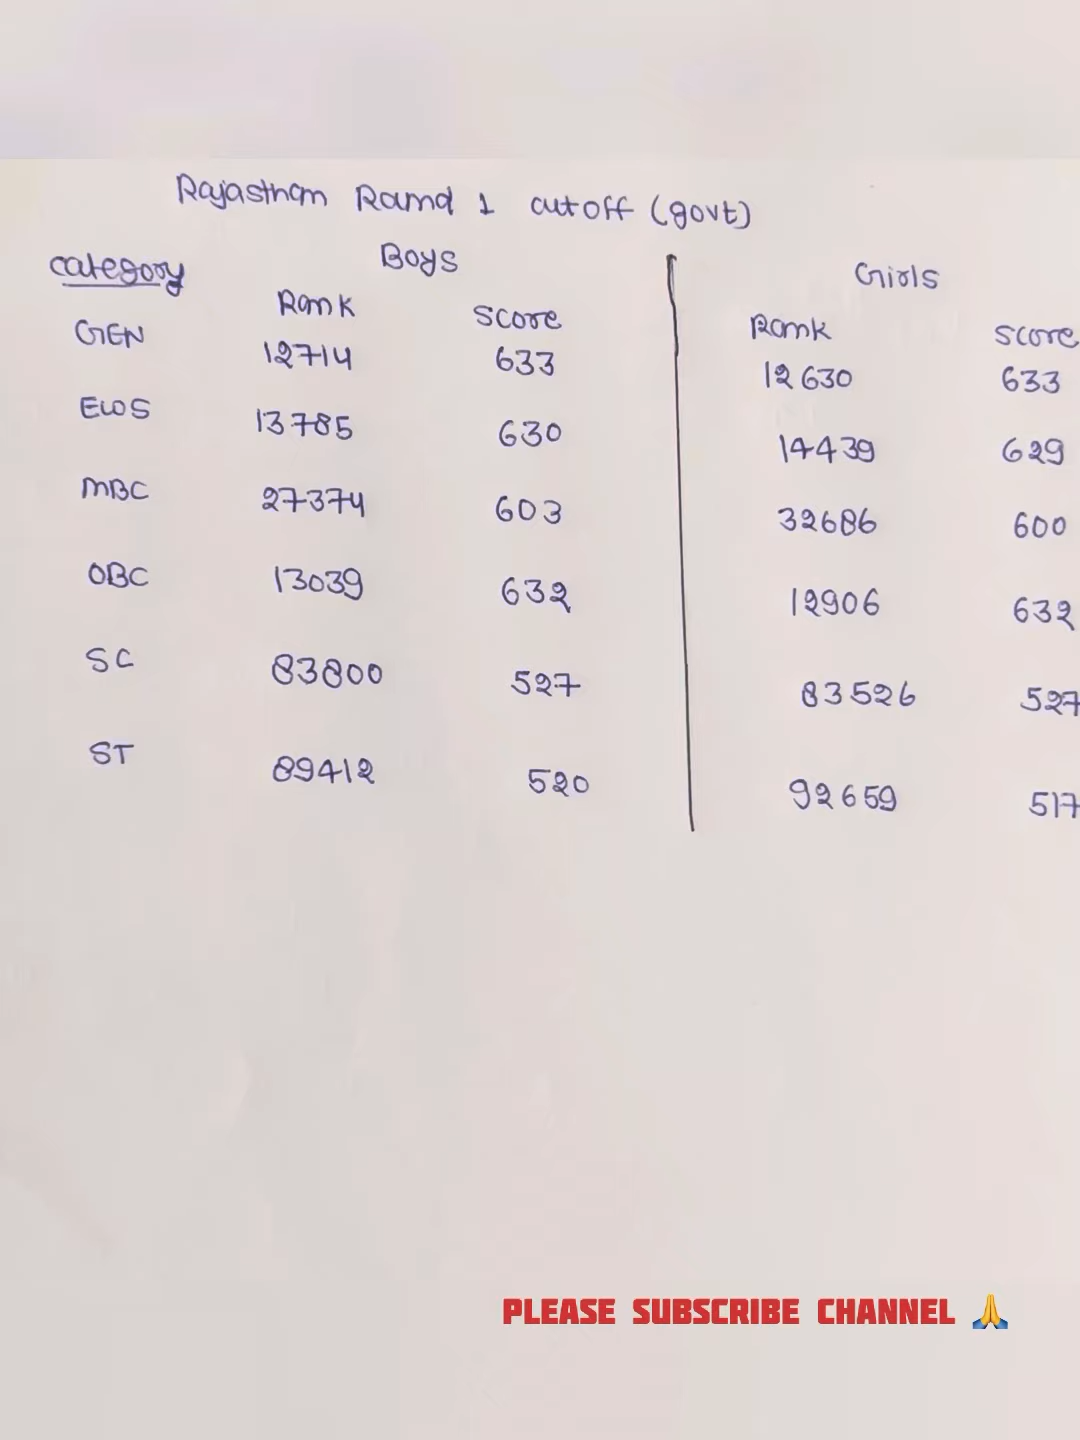 Rajasthan Round 1 cutoff (govt)
Category Boys Girls
Rank Score Rank Score
GEN 12714 633 12630 633
EWS 13785 630 14439 629
MBC 27374 603 32686 600
OBC 13039 632 12906 632
SC 83800 527 83526 527
ST 89412 520 92659 517
PLEASE SUBSCRIBE CHANNEL 🙏